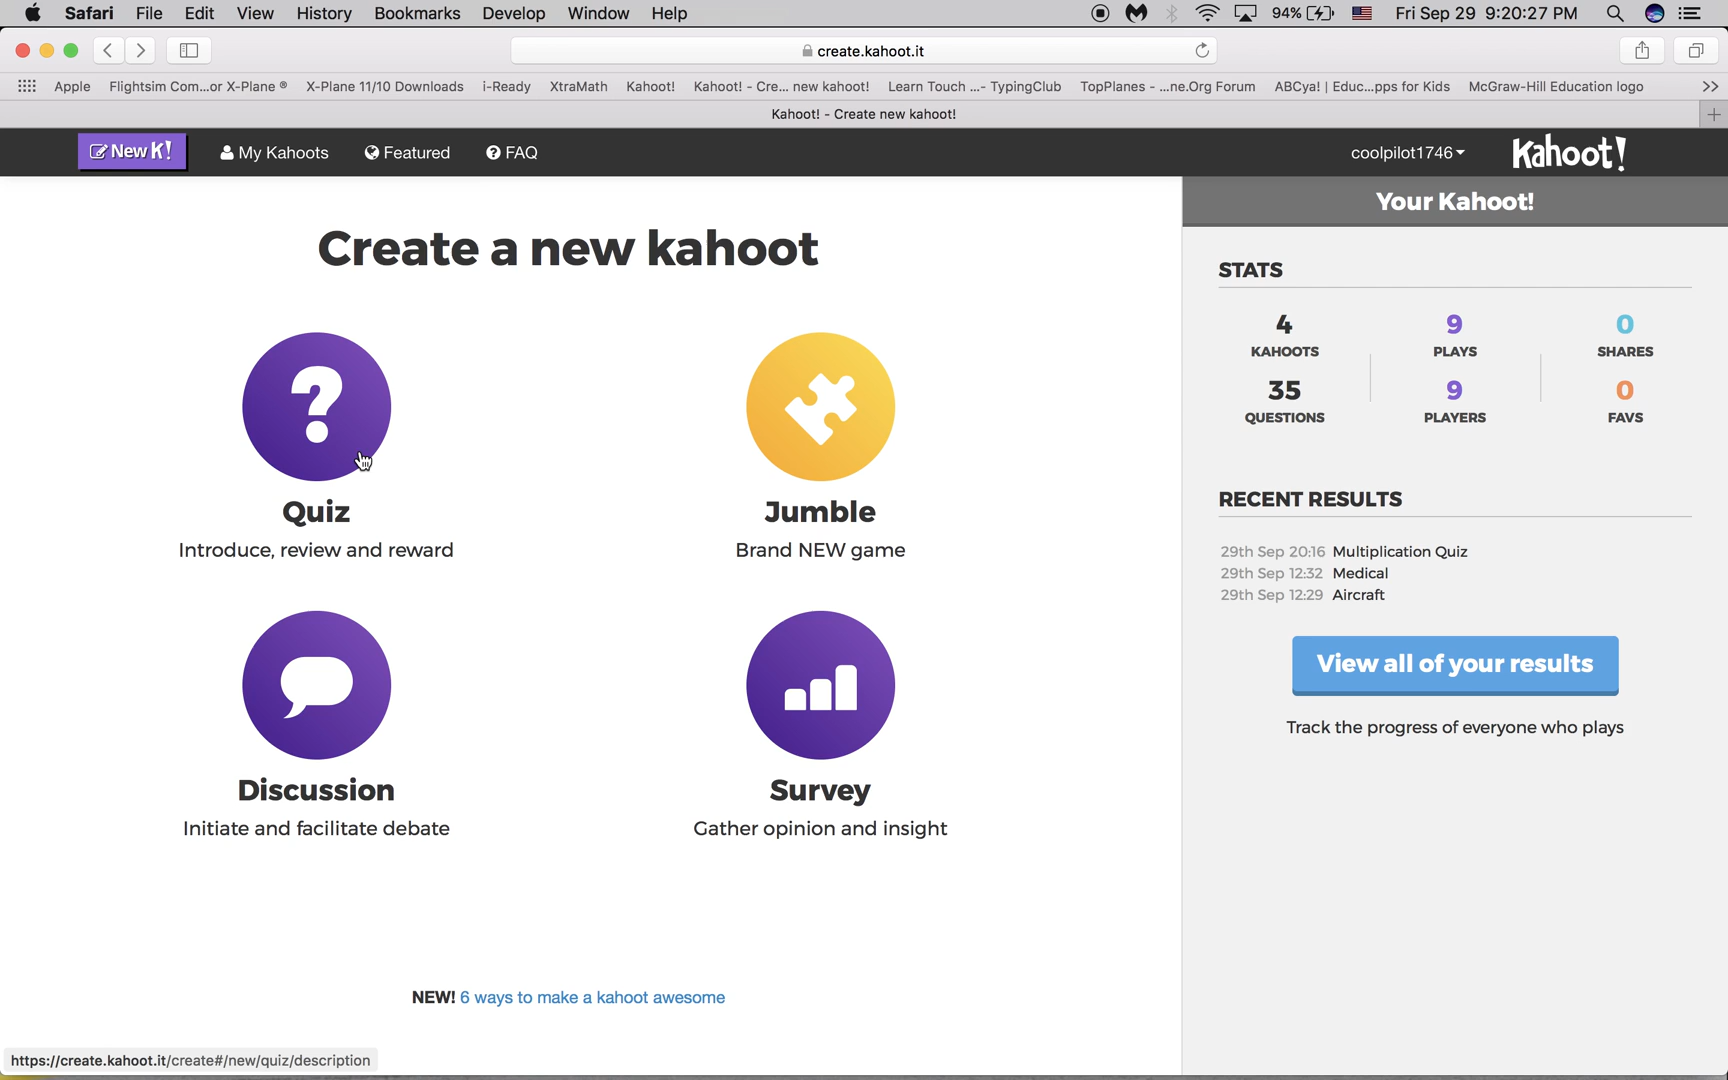 Safari File Edit View History Bookmarks Develop Window Help 94% Fri Sep 29 9:20:27 PM
create.kahoot.it
Apple Flightsim Com...or X-Plane ® X-Plane 11/10 Downloads i-Ready XtraMath Kahoot! Kahoot! - Cre... new kahoot! Learn Touch ...- TypingClub TopPlanes - ...ne.Org Forum ABCya! | Educ...pps for Kids McGraw-Hill Education logo >>
Kahoot! - Create new kahoot!
New K! My Kahoots Featured FAQ coolpilot1746 Kahoot!
Create a new kahoot
Quiz
Introduce, review and reward
Jumble
Brand NEW game
Discussion
Initiate and facilitate debate
Survey
Gather opinion and insight
NEW! 6 ways to make a kahoot awesome
Your Kahoot!
STATS
4 9 0
KAHOOTS PLAYS SHARES
35 9 0
QUESTIONS PLAYERS FAVS
RECENT RESULTS
29th Sep 20:16 Multiplication Quiz
29th Sep 12:32 Medical
29th Sep 12:29 Aircraft
View all of your results
Track the progress of everyone who plays
https://create.kahoot.it/create#/new/quiz/description